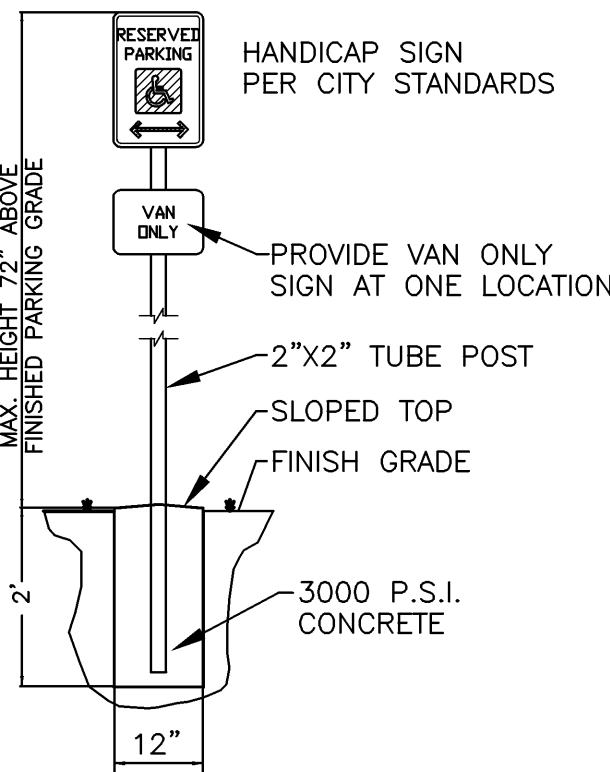 RESERVED
PARKING
HANDICAP SIGN
PER CITY STANDARDS
VAN
ONLY
PROVIDE VAN ONLY
SIGN AT ONE LOCATION
MAX. HEIGHT 72" ABOVE
FINISHED PARKING GRADE
2"X2" TUBE POST
SLOPED TOP
FINISH GRADE
2'
3000 P.S.I.
CONCRETE
12"